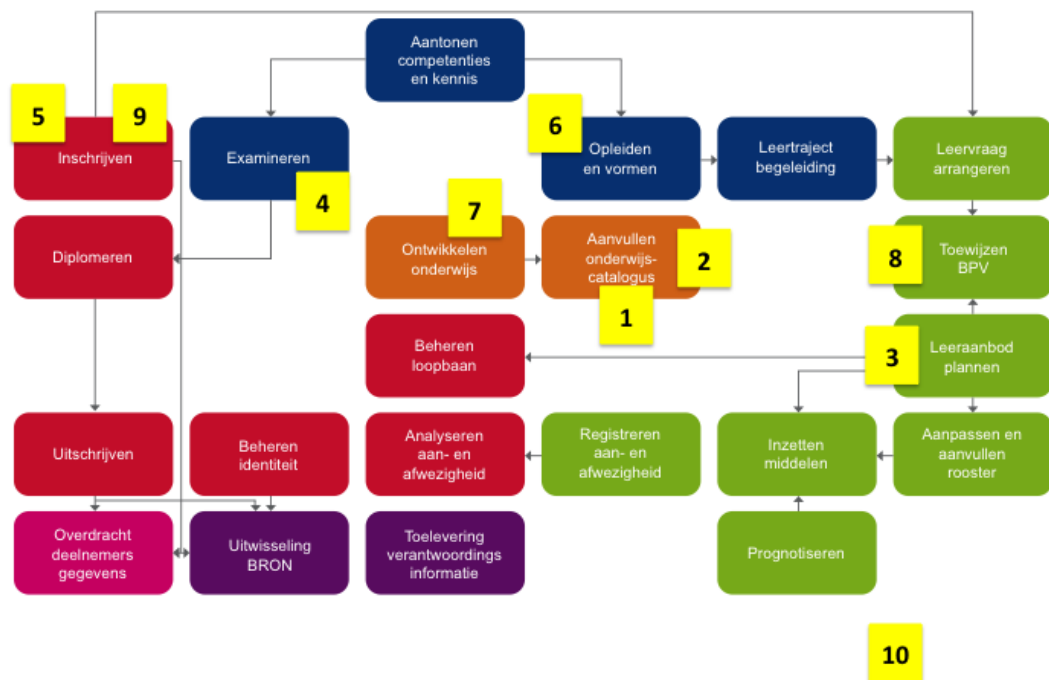 Aantonen
competenties
en kennis
5
9
6
Inschrijven
Examineren
Opleiden
en vormen
Leertraject
begeleiding
Leervraag
arrangeren
4
7
Diplomeren
Ontwikkelen
onderwijs
Aanvullen
onderwijs-
catalogus
2
8
Toewijzen
BPV
1
Beheren
loopbaan
3
Leeraanbod
plannen
Uitschrijven
Beheren
identiteit
Analyseren
aan- en
afwezigheid
Registreren
aan- en
afwezigheid
Inzetten
middelen
Aanpassen en
aanvullen
rooster
Overdracht
deelnemers
gegevens
Uitwisseling
BRON
Toelevering
verantwoordings
informatie
Prognotiseren
10